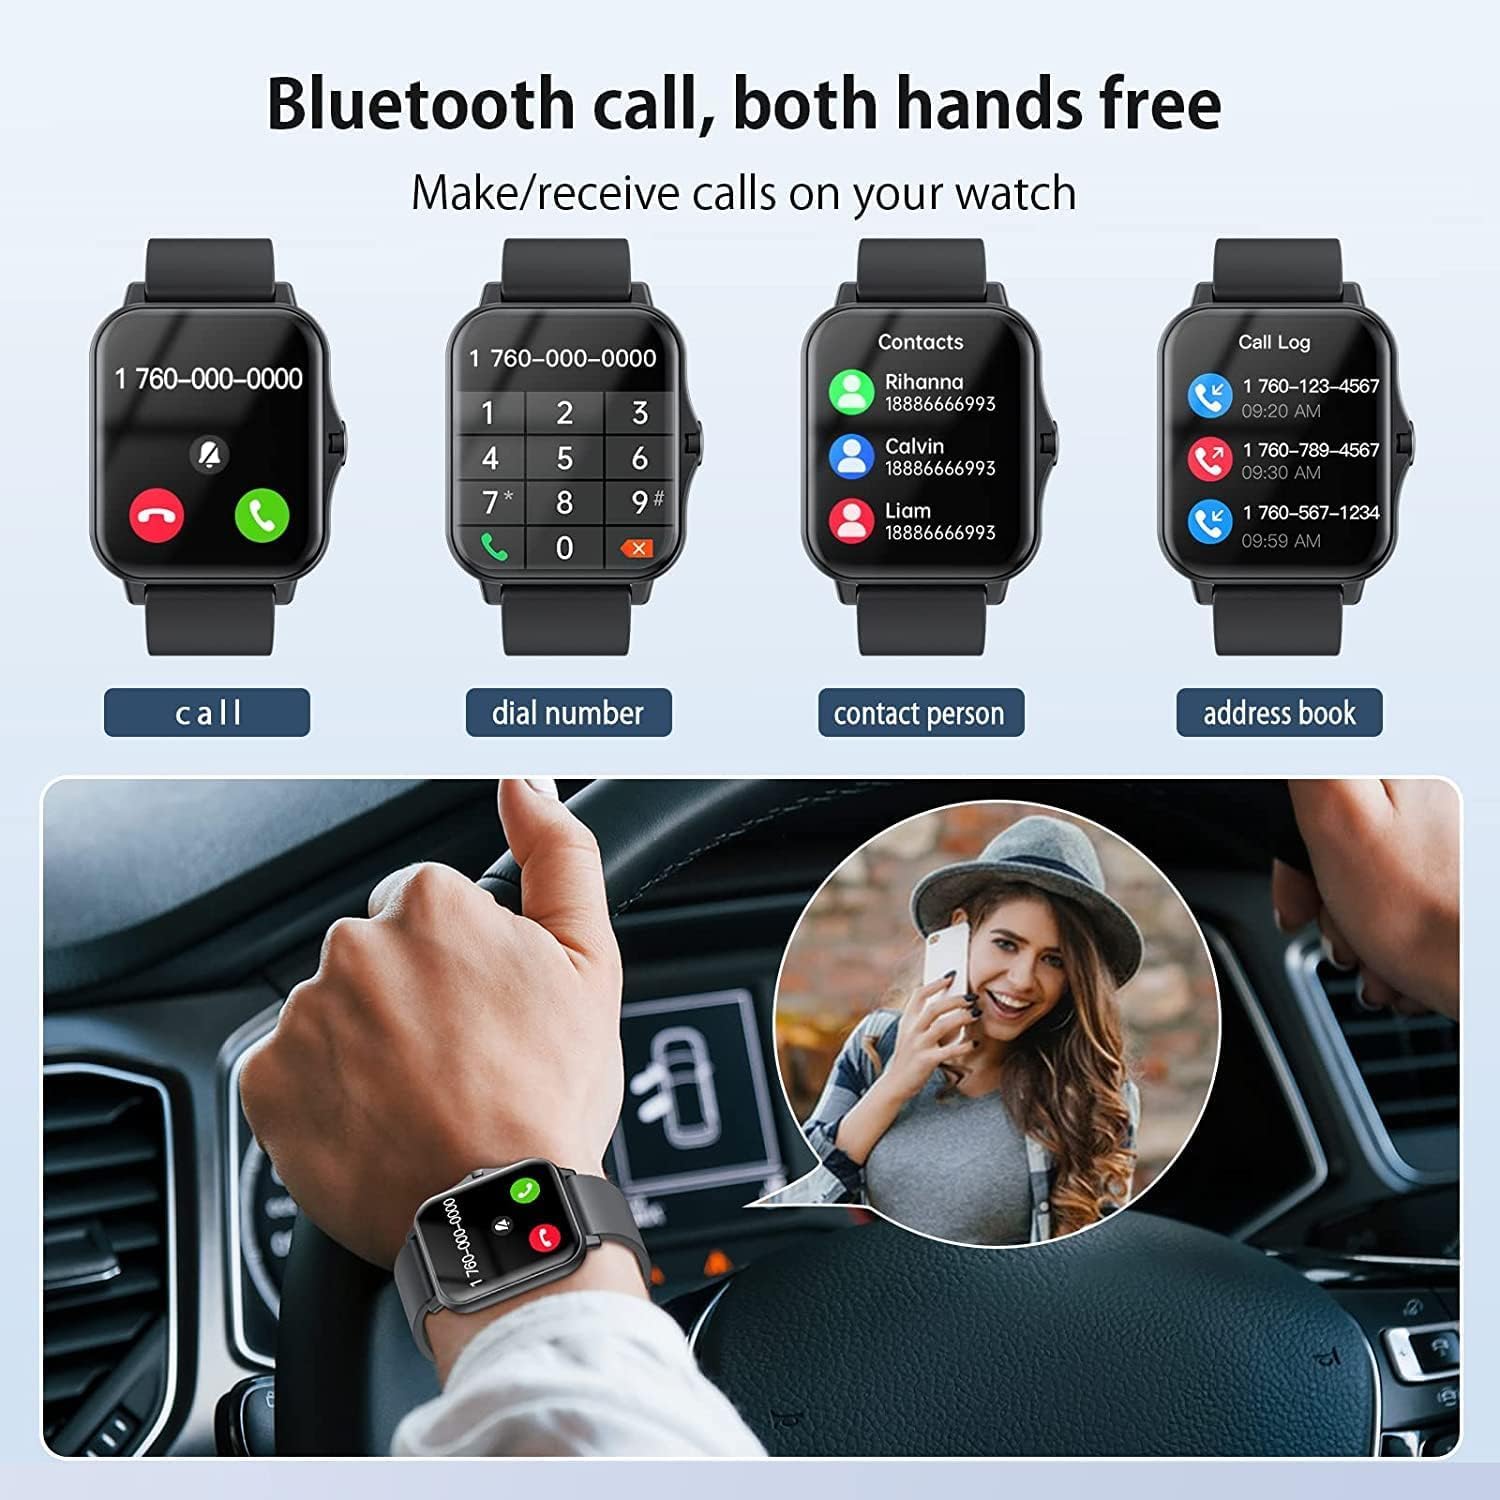 Bluetooth call, both hands free
Make/receive calls on your watch
1 760-000-0000
1 760-000-0000
1 2 3
4 5 6
7* 8 9#
0
Contacts
Rihanna
18886666993
Calvin
18886666993
Liam
18886666993
Call Log
1 760-123-4567
09:20 AM
1 760-789-4567
09:30 AM
1 760-567-1234
09:59 AM
call
dial number
contact person
address book
1 760-000-0000